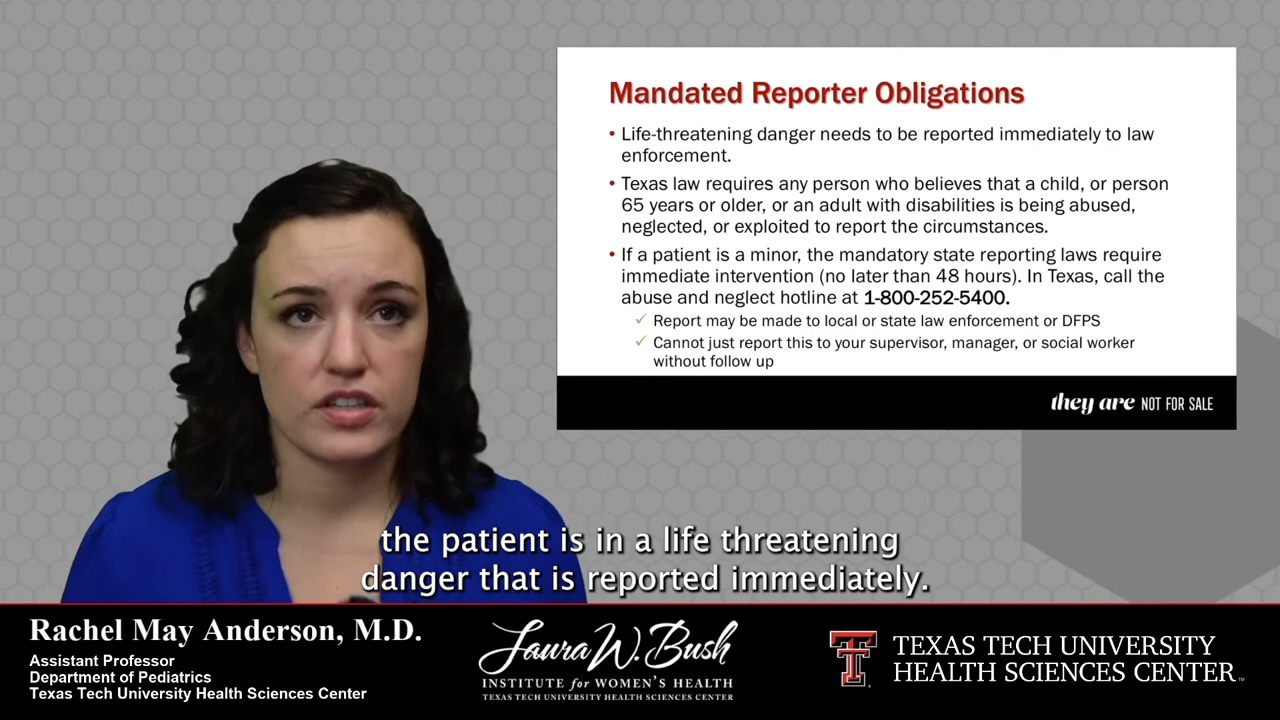 Mandated Reporter Obligations
• Life-threatening danger needs to be reported immediately to law
enforcement.
• Texas law requires any person who believes that a child, or person
65 years or older, or an adult with disabilities is being abused,
neglected, or exploited to report the circumstances.
• If a patient is a minor, the mandatory state reporting laws require
immediate intervention (no later than 48 hours). In Texas, call the
abuse and neglect hotline at 1-800-252-5400.
✓ Report may be made to local or state law enforcement or DFPS
✓ Cannot just report this to your supervisor, manager, or social worker
without follow up
they are NOT FOR SALE
the patient is in a life threatening
danger that is reported immediately.
Rachel May Anderson, M.D.
Assistant Professor
Department of Pediatrics
Texas Tech University Health Sciences Center
Laura W. Bush
INSTITUTE for WOMEN'S HEALTH
TEXAS TECH UNIVERSITY HEALTH SCIENCES CENTER
TEXAS TECH UNIVERSITY
HEALTH SCIENCES CENTER™